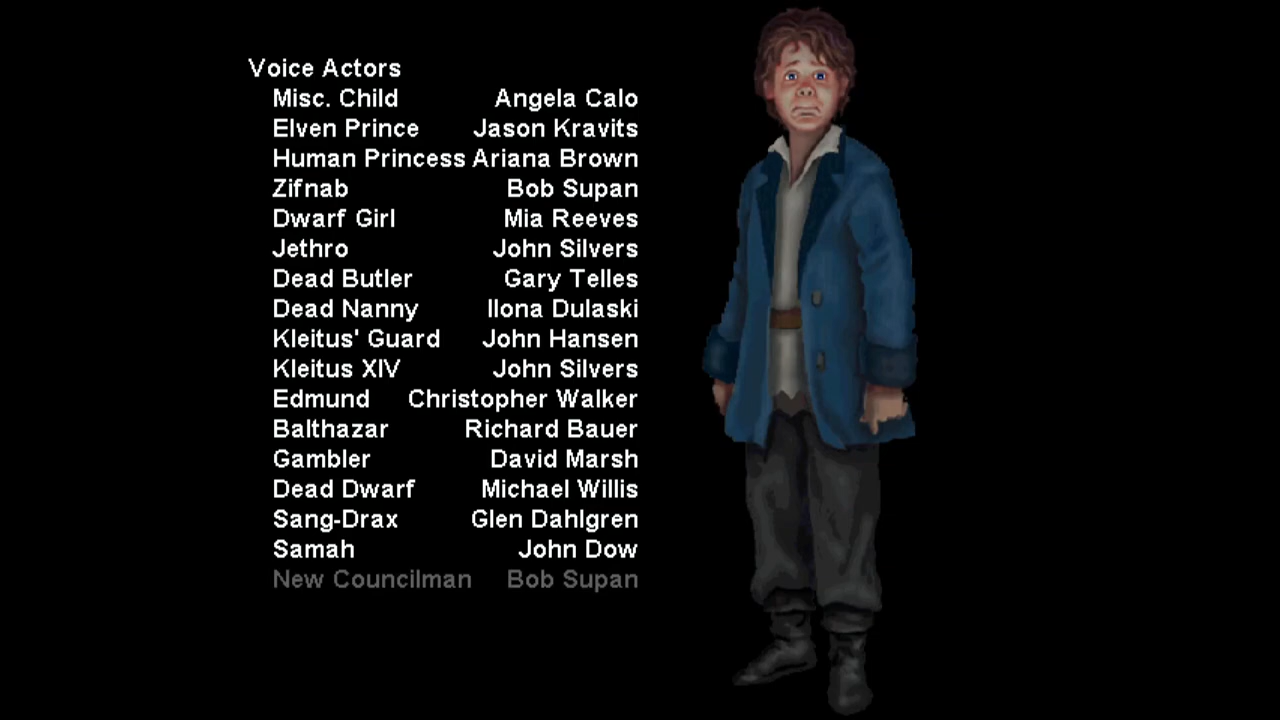 Voice Actors
Misc. Child Angela Calo
Elven Prince Jason Kravits
Human Princess Ariana Brown
Zifnab Bob Supan
Dwarf Girl Mia Reeves
Jethro John Silvers
Dead Butler Gary Telles
Dead Nanny Ilona Dulaski
Kleitus' Guard John Hansen
Kleitus XIV John Silvers
Edmund Christopher Walker
Balthazar Richard Bauer
Gambler David Marsh
Dead Dwarf Michael Willis
Sang-Drax Glen Dahlgren
Samah John Dow
New Councilman Bob Supan